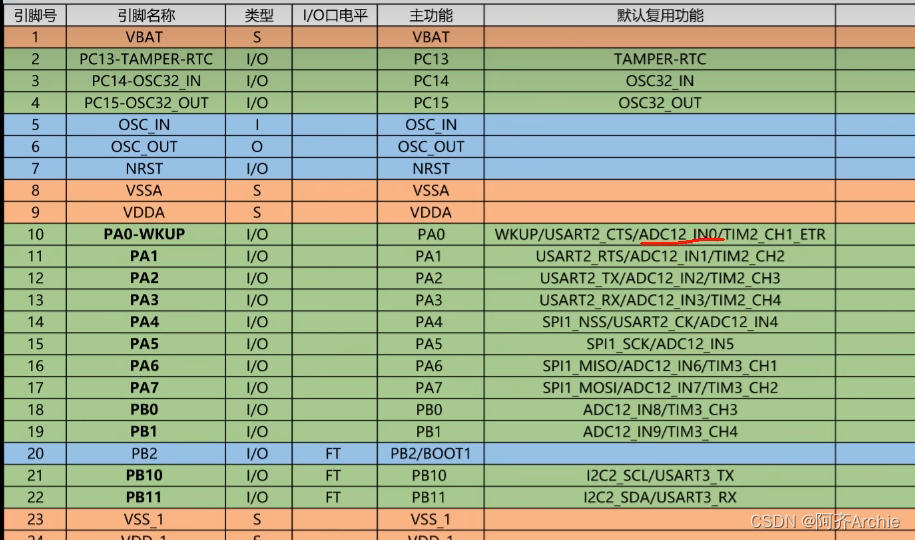 引脚号 引脚名称 类型 I/O口电平 主功能 默认复用功能
1 VBAT S VBAT
2 PC13-TAMPER-RTC I/O PC13 TAMPER-RTC
3 PC14-OSC32_IN I/O PC14 OSC32_IN
4 PC15-OSC32_OUT I/O PC15 OSC32_OUT
5 OSC_IN I OSC_IN
6 OSC_OUT O OSC_OUT
7 NRST I/O NRST
8 VSSA S VSSA
9 VDDA S VDDA
10 PA0-WKUP I/O PA0 WKUP/USART2_CTS/ADC12_IN0/TIM2_CH1_ETR
11 PA1 I/O PA1 USART2_RTS/ADC12_IN1/TIM2_CH2
12 PA2 I/O PA2 USART2_TX/ADC12_IN2/TIM2_CH3
13 PA3 I/O PA3 USART2_RX/ADC12_IN3/TIM2_CH4
14 PA4 I/O PA4 SPI1_NSS/USART2_CK/ADC12_IN4
15 PA5 I/O PA5 SPI1_SCK/ADC12_IN5
16 PA6 I/O PA6 SPI1_MISO/ADC12_IN6/TIM3_CH1
17 PA7 I/O PA7 SPI1_MOSI/ADC12_IN7/TIM3_CH2
18 PB0 I/O PB0 ADC12_IN8/TIM3_CH3
19 PB1 I/O PB1 ADC12_IN9/TIM3_CH4
20 PB2 I/O FT PB2/BOOT1
21 PB10 I/O FT PB10 I2C2_SCL/USART3_TX
22 PB11 I/O FT PB11 I2C2_SDA/USART3_RX
23 VSS_1 S VSS_1
24 VDD_1 S VDD_1
CSDN @阿齐Archie